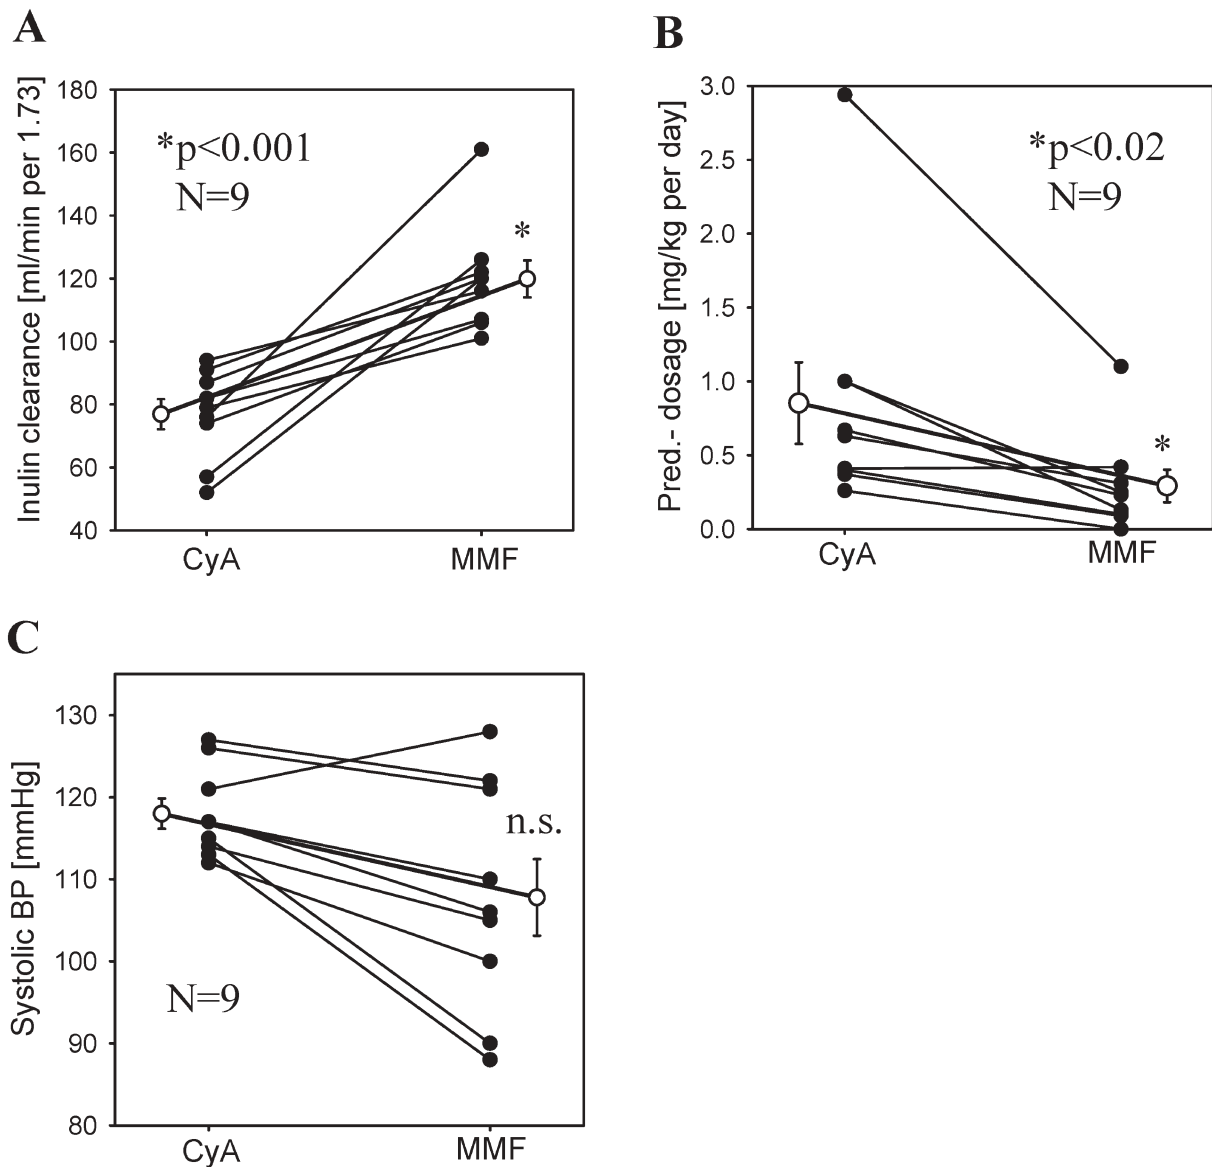 A
Inulin clearance [ml/min per 1.73]
180
160
140
120
100
80
60
40
*p<0.001
N=9
*
CyA
MMF
B
Pred.- dosage [mg/kg per day]
3.0
2.5
2.0
1.5
1.0
0.5
0.0
*p<0.02
N=9
*
CyA
MMF
C
Systolic BP [mmHg]
130
120
110
100
90
80
n.s.
N=9
CyA
MMF